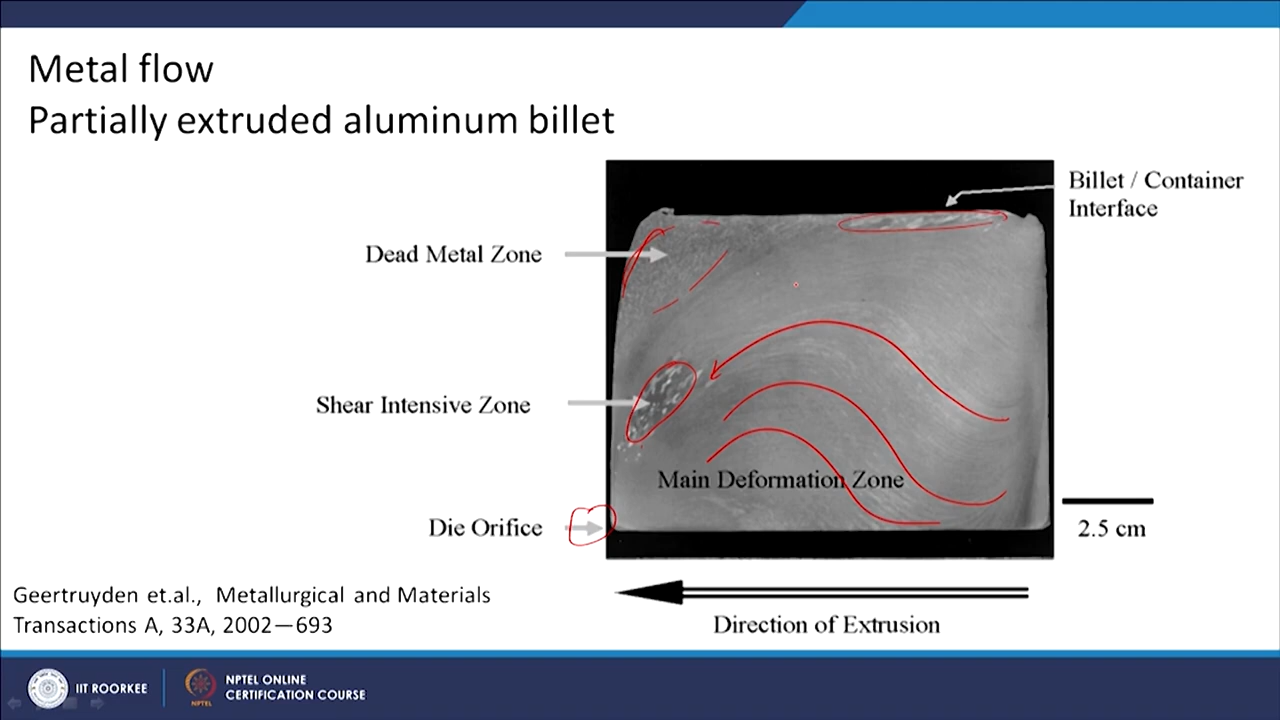 Metal flow
Partially extruded aluminum billet
Billet / Container
Interface
Dead Metal Zone
Shear Intensive Zone
Main Deformation Zone
Die Orifice
2.5 cm
Geertruyden et.al., Metallurgical and Materials
Transactions A, 33A, 2002—693
Direction of Extrusion
IIT ROORKEE
NPTEL
NPTEL ONLINE
CERTIFICATION COURSE